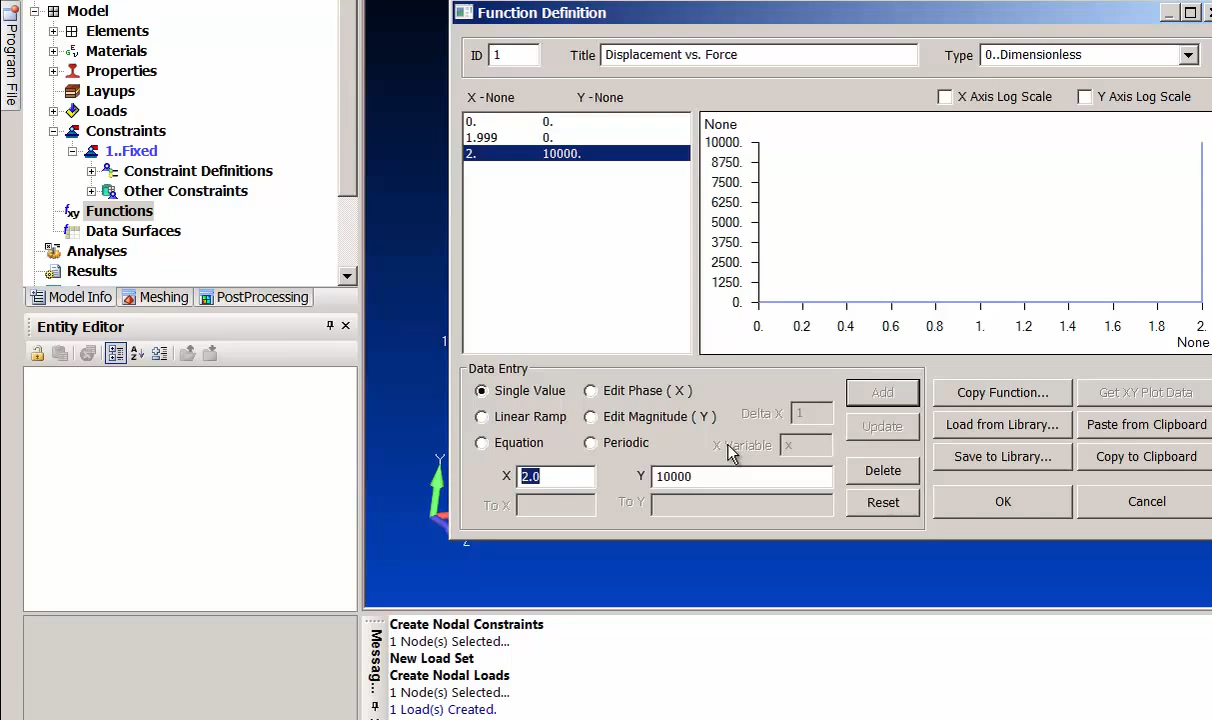 Program File
Model
Elements
Materials
Properties
Layups
Loads
Constraints
1..Fixed
Constraint Definitions
Other Constraints
Functions
Data Surfaces
Analyses
Results
Model Info
Meshing
PostProcessing
Entity Editor
Function Definition
ID 1
Title Displacement vs. Force
Type 0..Dimensionless
X -None Y -None
X Axis Log Scale
Y Axis Log Scale
0. 0.
1.999 0.
2. 10000.
None
10000.
8750.
7500.
6250.
5000.
3750.
2500.
1250.
0.
0. 0.2 0.4 0.6 0.8 1. 1.2 1.4 1.6 1.8 2.
None
Data Entry
Single Value
Edit Phase ( X )
Linear Ramp
Edit Magnitude ( Y )
Delta X 1
Equation
Periodic
X Variable x
X 2.0
Y 10000
To X
To Y
Add
Update
Delete
Reset
Copy Function...
Get XY Plot Data
Load from Library...
Paste from Clipboard
Save to Library...
Copy to Clipboard
OK
Cancel
Y
Z
1
Messag...
Create Nodal Constraints
1 Node(s) Selected...
New Load Set
Create Nodal Loads
1 Node(s) Selected...
1 Load(s) Created.